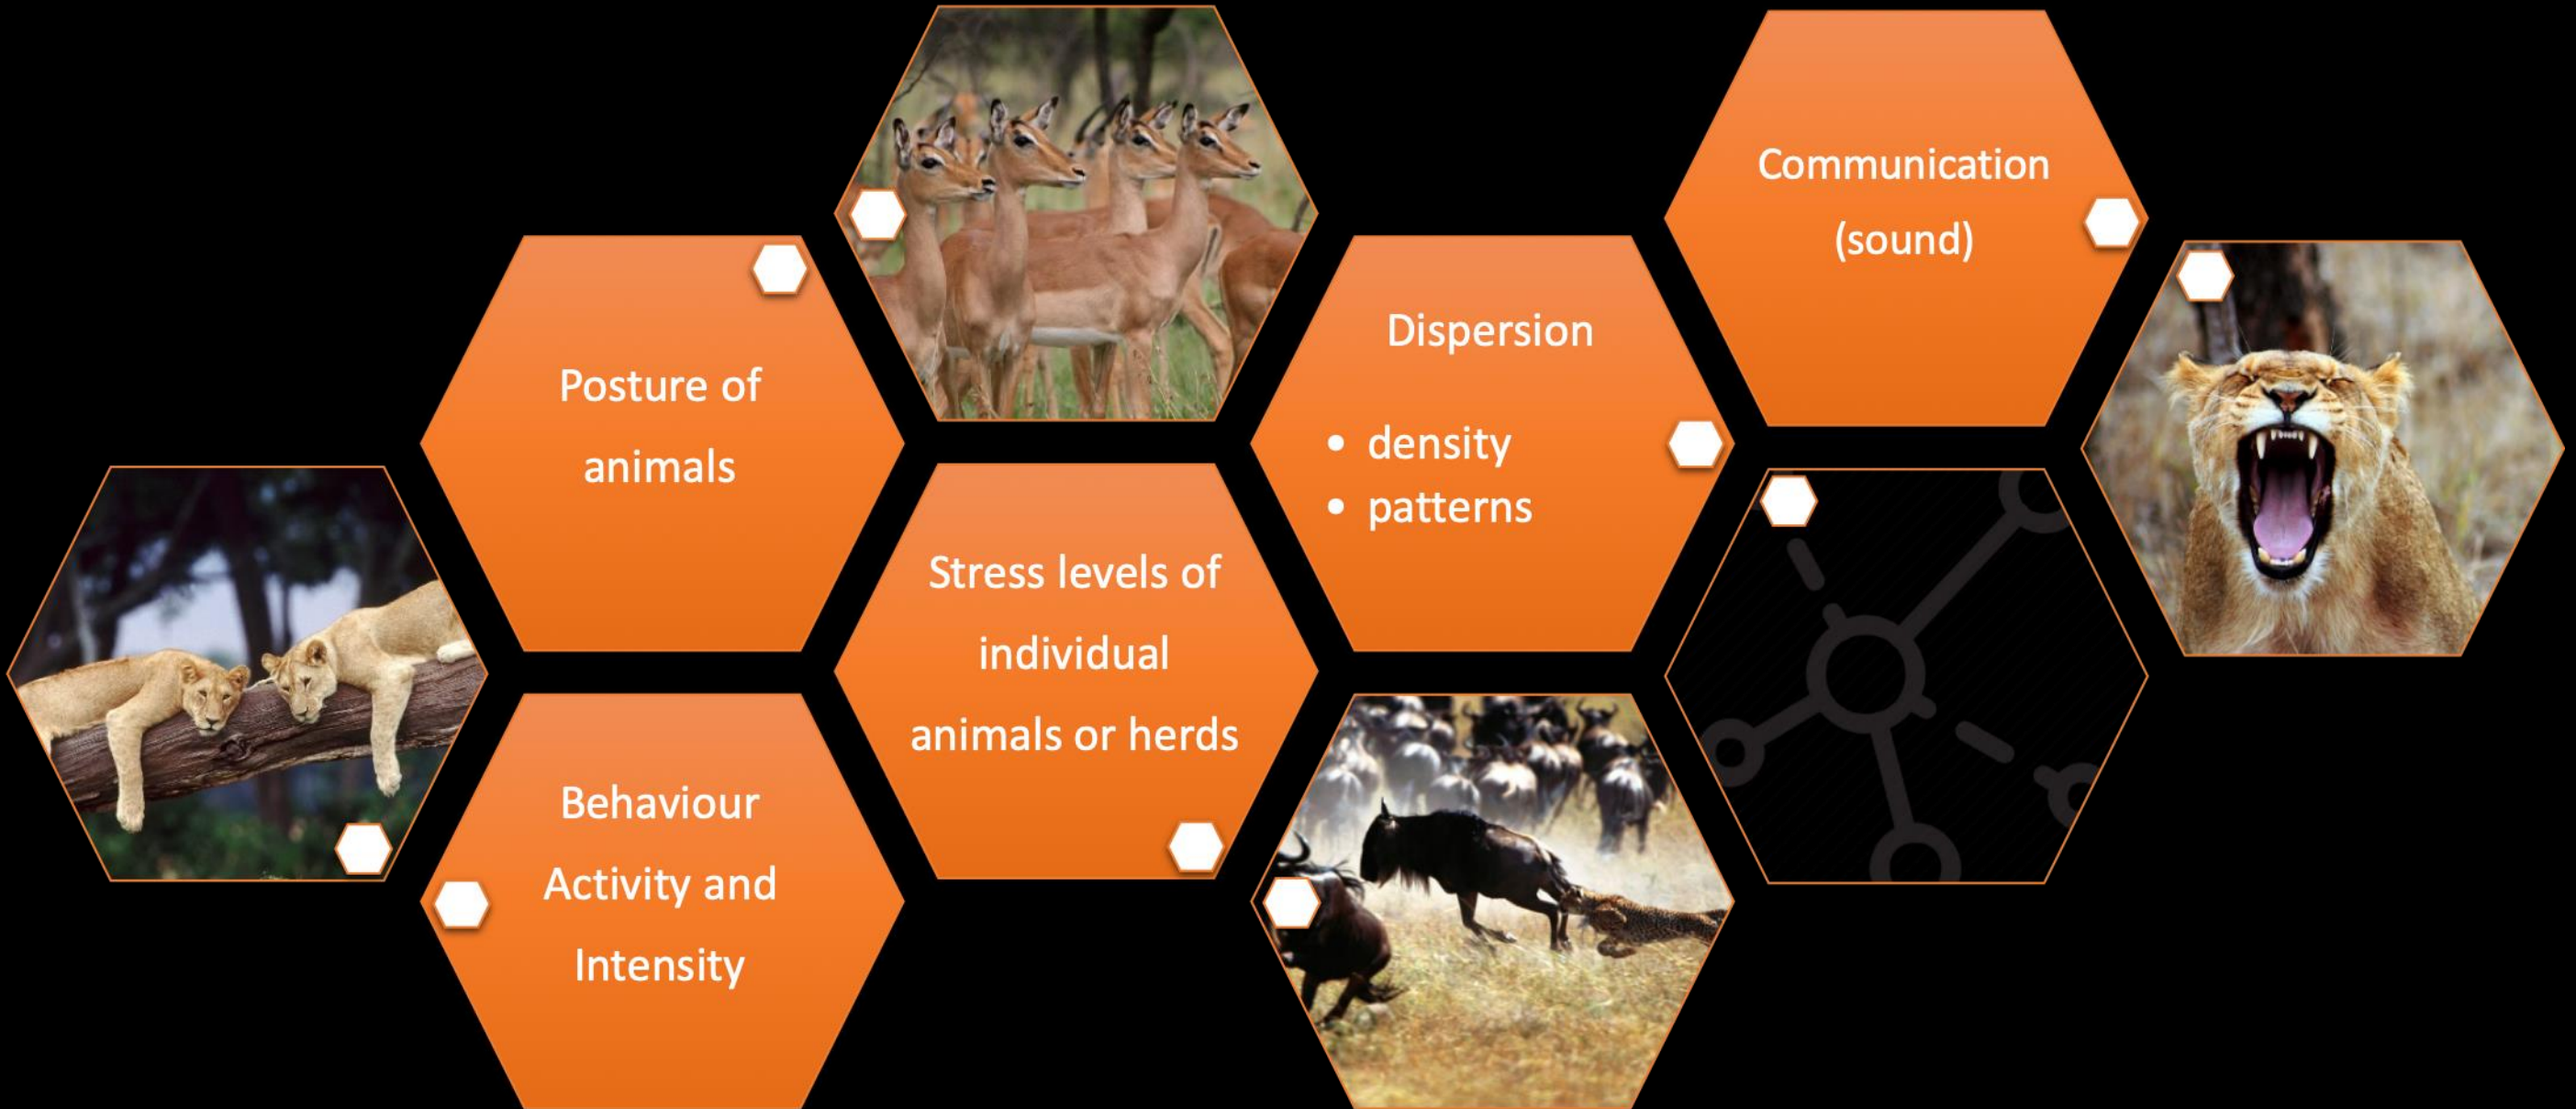 Posture of
animals
Behaviour
Activity and
Intensity
Stress levels of
individual
animals or herds
Dispersion
• density
• patterns
Communication
(sound)